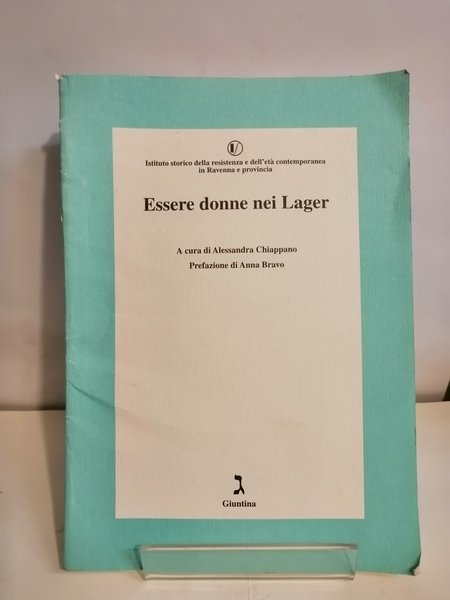 Istituto storico della resistenza e dell'età contemporanea
in Ravenna e provincia
Essere donne nei Lager
A cura di Alessandra Chiappano
Prefazione di Anna Bravo
ג
Giuntina